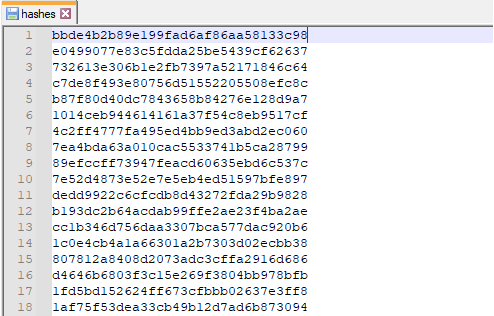 hashes
1 bbde4b2b89e199fad6af86aa58133c98
2 e0499077e83c5fdda25be5439cf62637
3 732613e306b1e2fb7397a52171846c64
4 c7de8f493e80756d51552205508efc8c
5 b87f80d40dc7843658b84276e128d9a7
6 1014ceb944614161a37f54c8eb9517cf
7 4c2ff4777fa495ed4bb9ed3abd2ec060
8 7ea4bda63a010cac5533741b5ca28799
9 89efccff73947feacd60635ebd6c537c
10 7e52d4873e52e7e5eb4ed51597bfe897
11 dedd9922c6cfcdb8d43272fda29b9828
12 b193dc2b64acdab99ffe2ae23f4ba2ae
13 cc1b346d756daa3307bca577dac920b6
14 1c0e4cb4a1a66301a2b7303d02ecbb38
15 807812a8408d2073adc3cffa2916d686
16 d4646b6803f3c15e269f3804bb978bfb
17 1fd5bd152624ff673cfbbb02637e3ff8
18 1af75f53dea33cb49b12d7ad6b873094